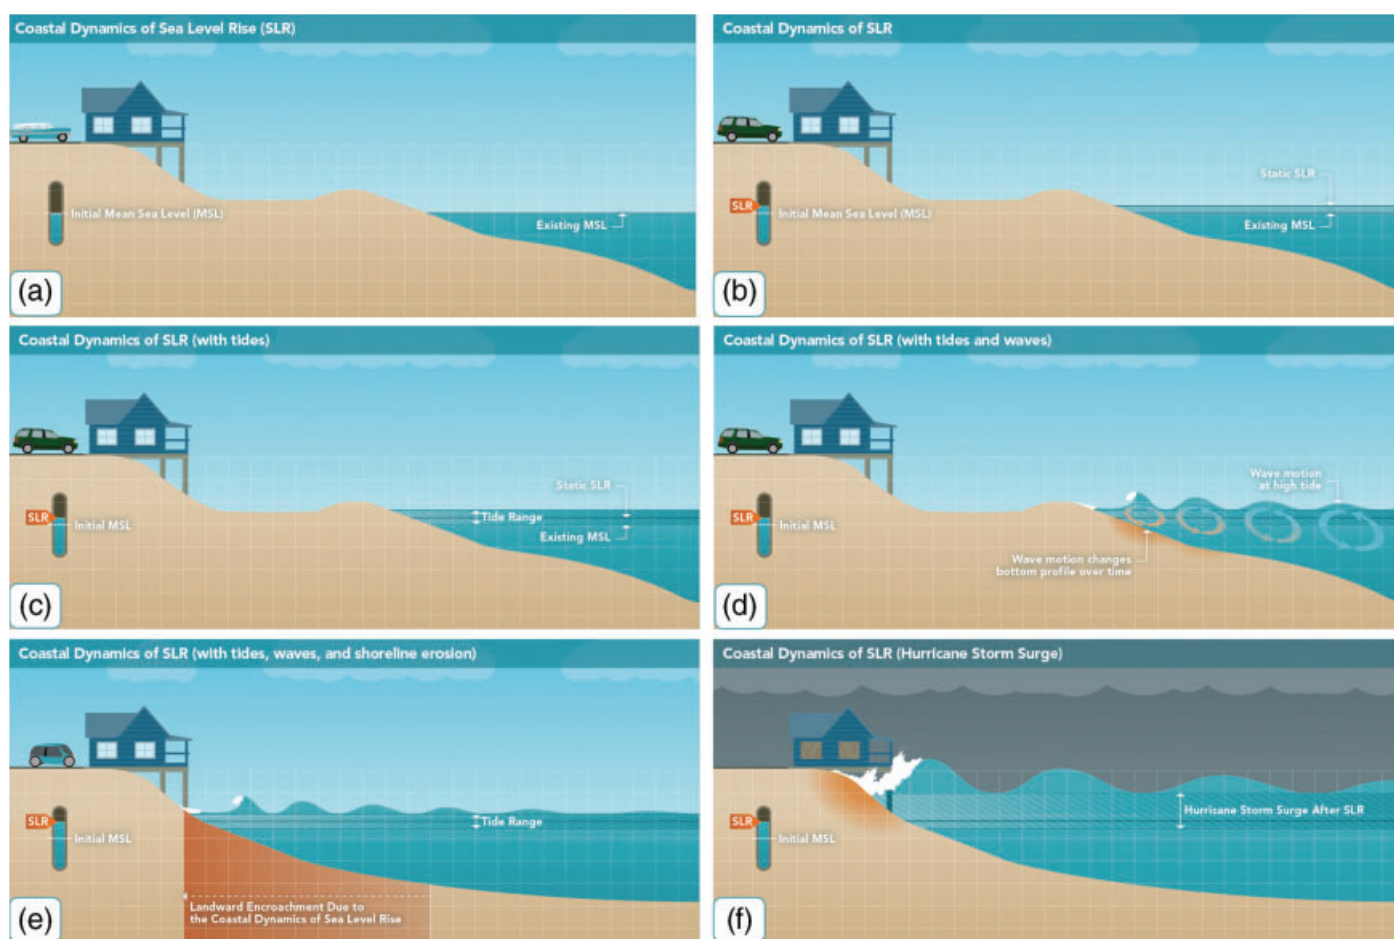 Coastal Dynamics of Sea Level Rise (SLR)
Initial Mean Sea Level (MSL)
Existing MSL
(a)
Coastal Dynamics of SLR
Static SLR
SLR
Initial Mean Sea Level (MSL)
Existing MSL
(b)
Coastal Dynamics of SLR (with tides)
Static SLR
SLR
Tide Range
Initial MSL
Existing MSL
(c)
Coastal Dynamics of SLR (with tides and waves)
Wave motion
at high tide
SLR
Initial MSL
Wave motion changes
bottom profile over time
(d)
Coastal Dynamics of SLR (with tides, waves, and shoreline erosion)
SLR
Tide Range
Initial MSL
Landward Encroachment Due to
the Coastal Dynamics of Sea Level Rise
(e)
Coastal Dynamics of SLR (Hurricane Storm Surge)
Hurricane Storm Surge After SLR
SLR
Initial MSL
(f)